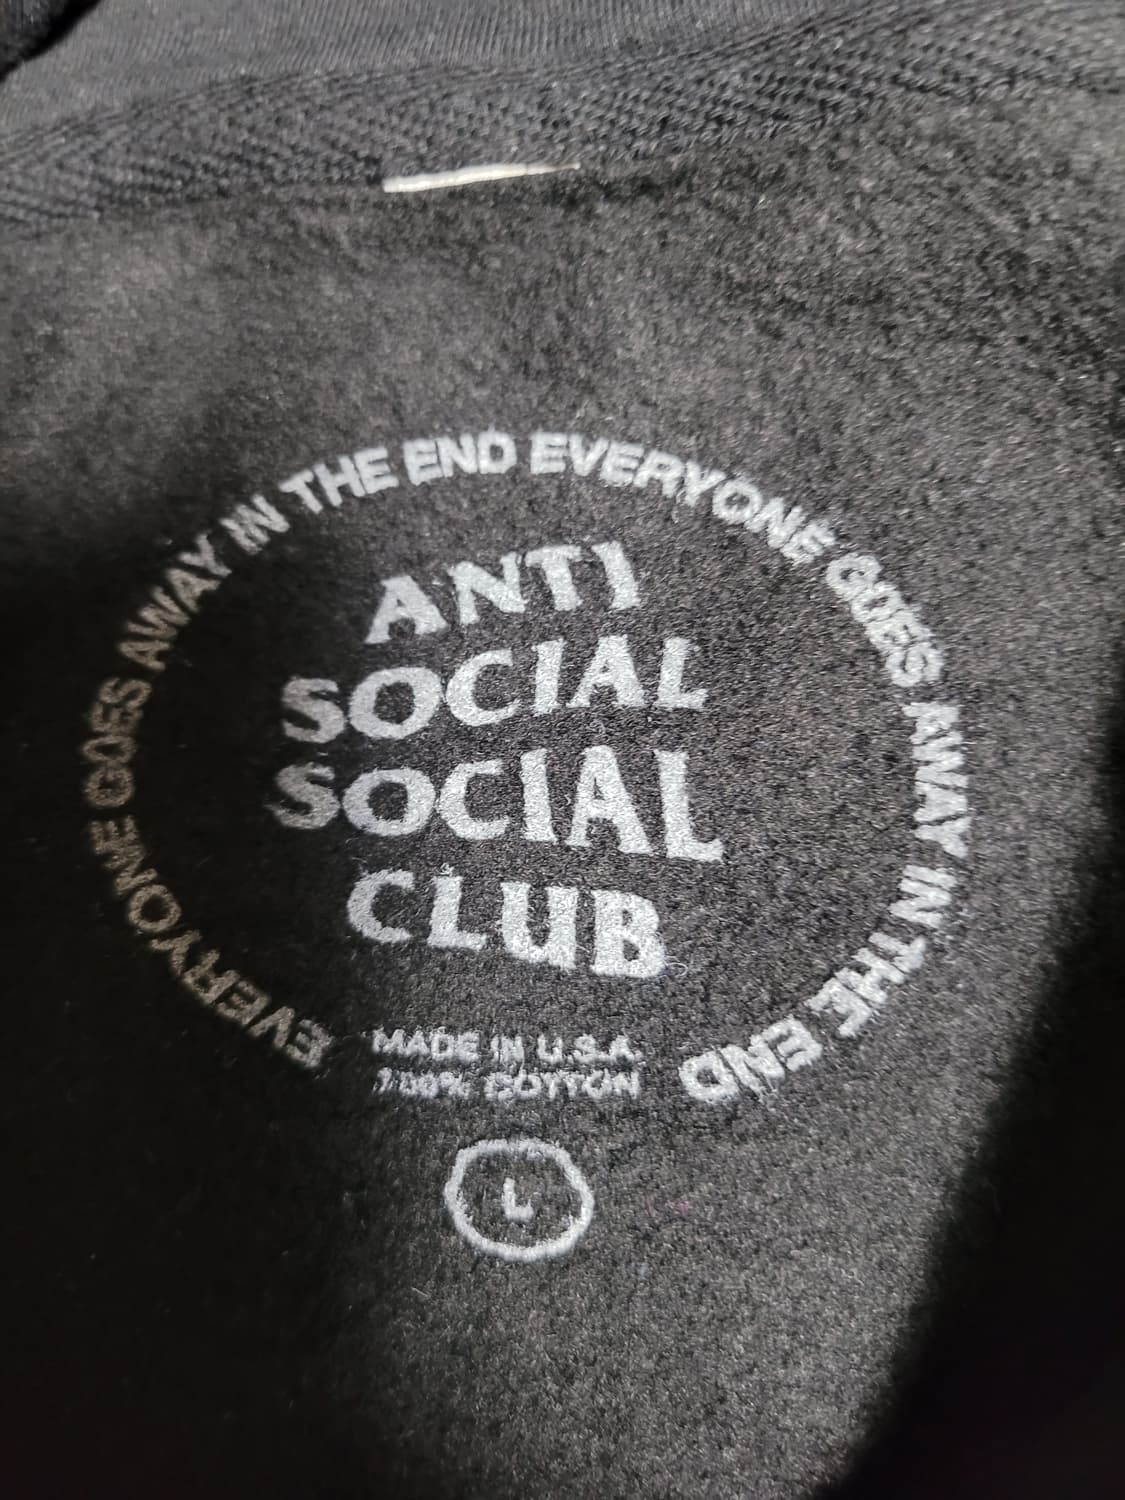 EVERYONE GOES AWAY IN THE END EVERYONE GOES AWAY IN THE END
ANTI
SOCIAL
SOCIAL
CLUB
MADE IN U.S.A.
100% COTTON
L